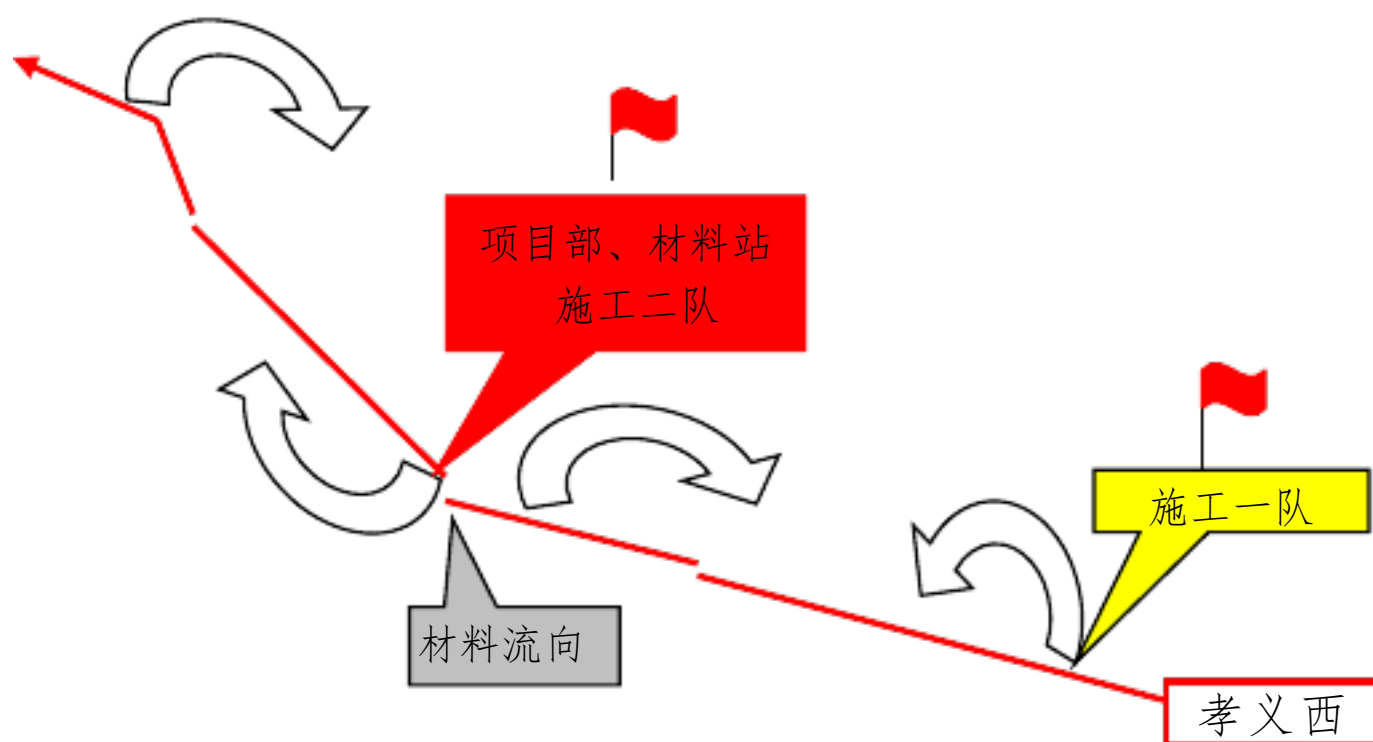 项目部、材料站
施工二队
施工一队
材料流向
孝义西